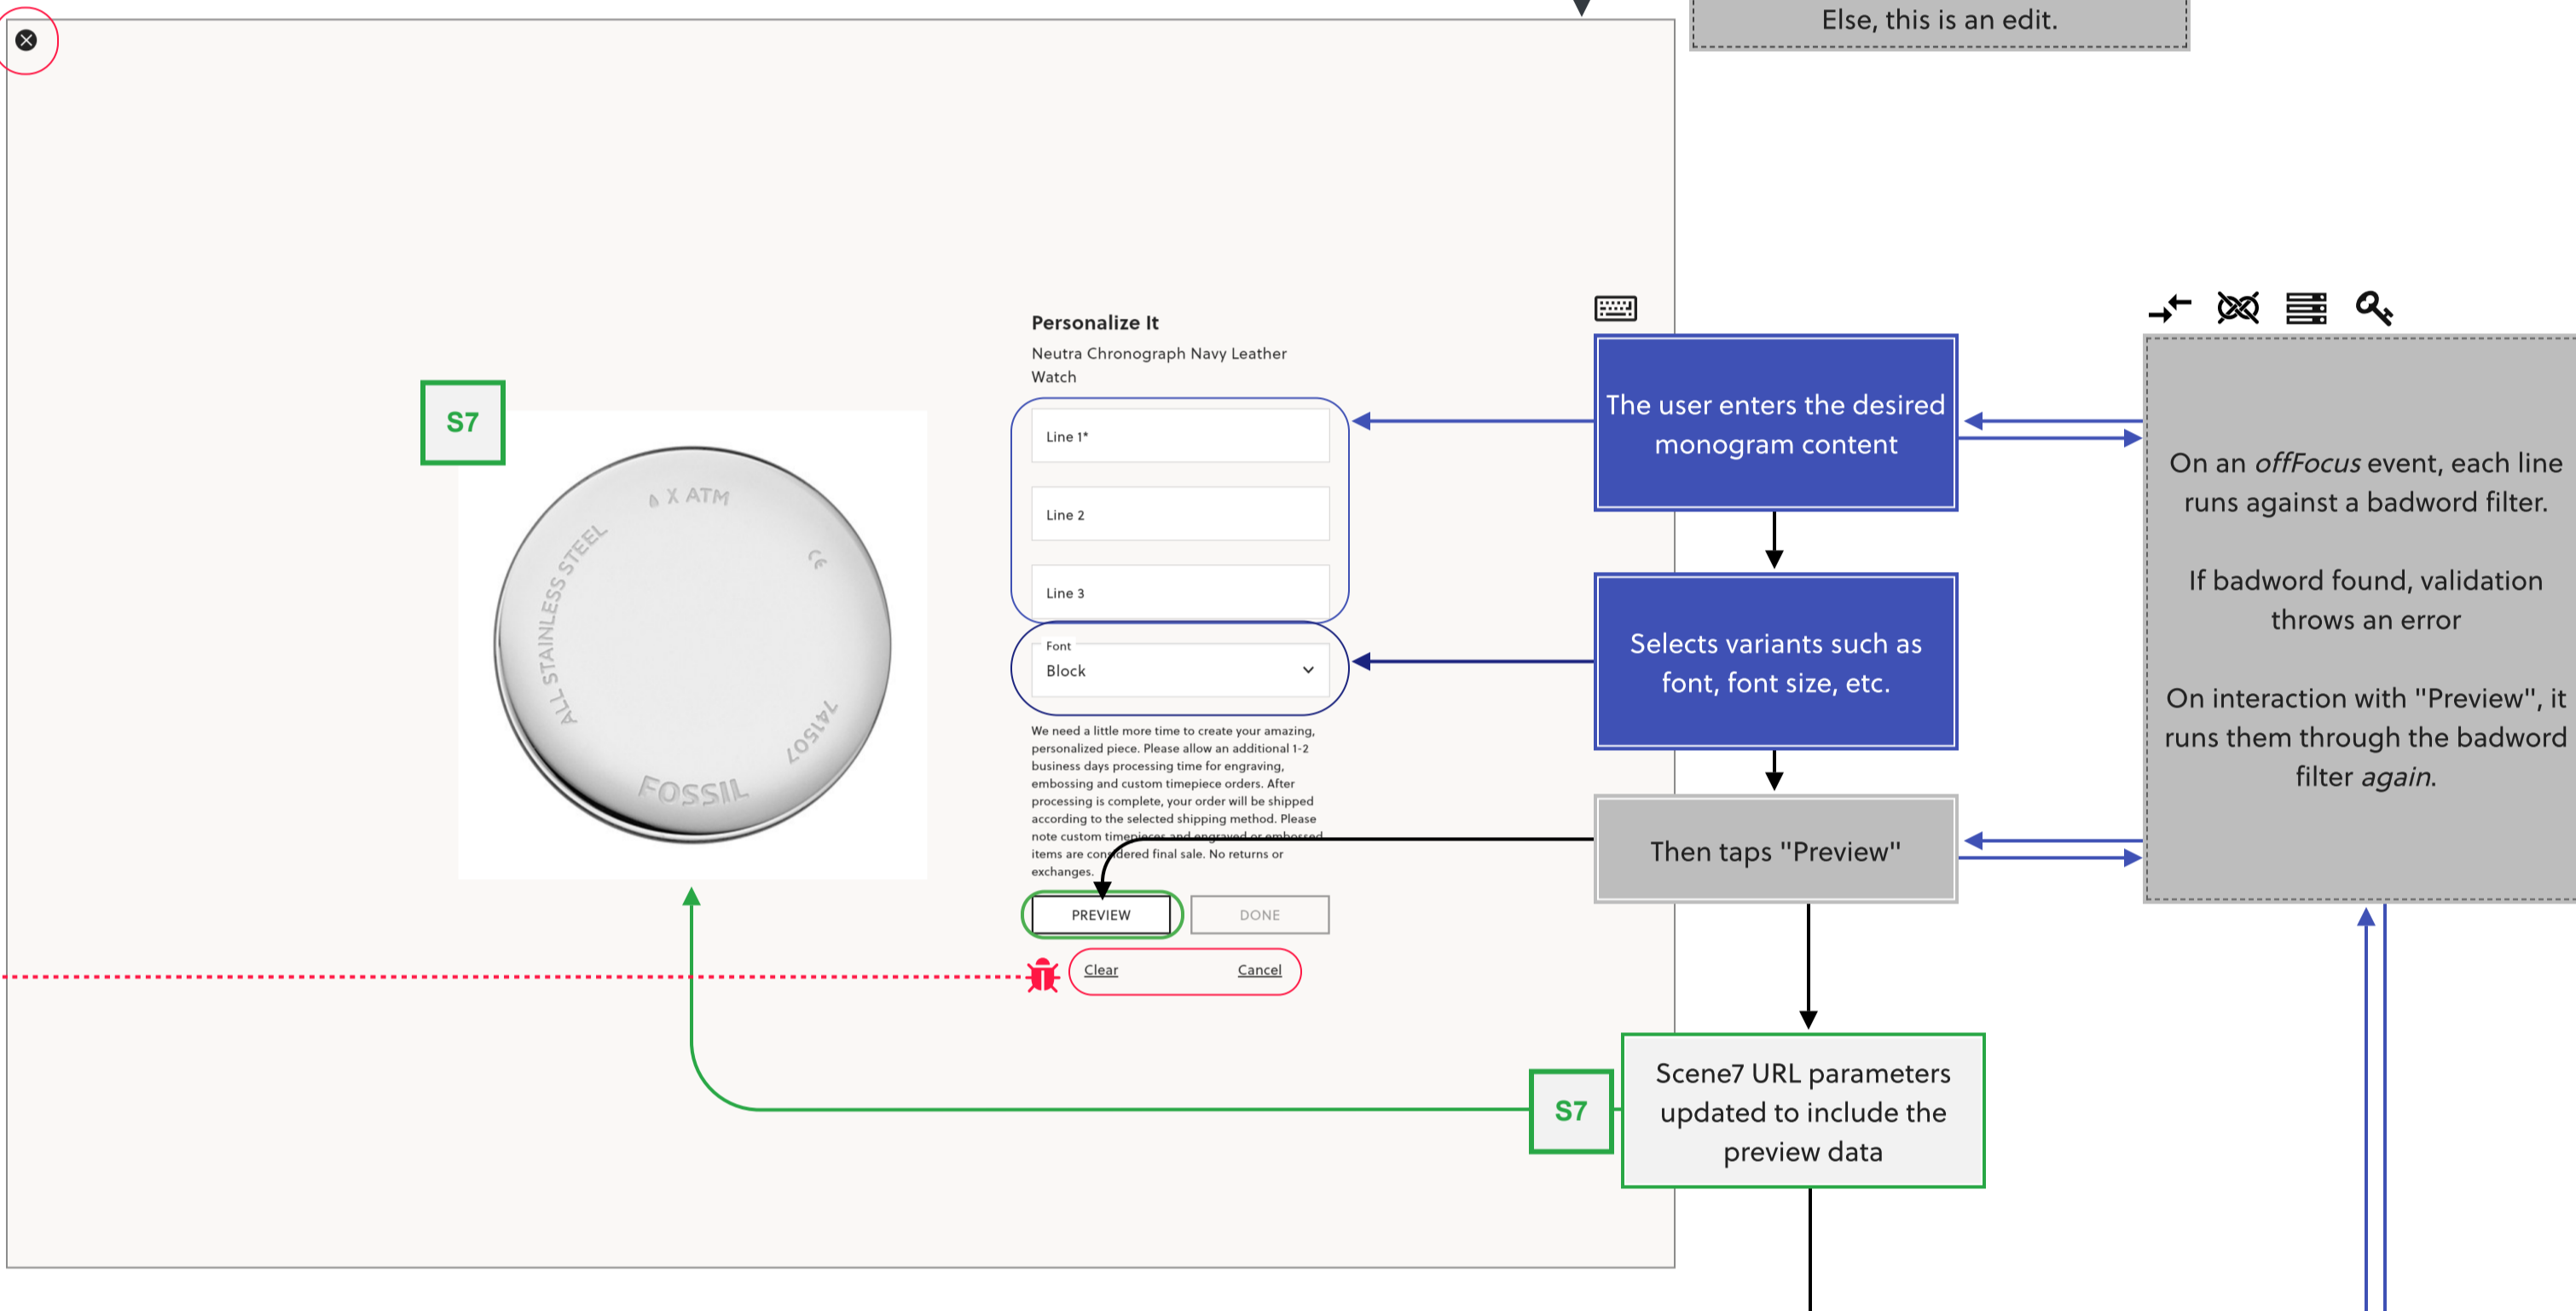 Else, this is an edit.
Personalize It
Neutra Chronograph Navy Leather
Watch
S7
X ATM
ALL STAINLESS STEEL
CE
741507
FOSSIL
Line 1*
Line 2
Line 3
Font
Block
We need a little more time to create your amazing,
personalized piece. Please allow an additional 1-2
business days processing time for engraving,
embossing and custom timepiece orders. After
processing is complete, your order will be shipped
according to the selected shipping method. Please
note custom timepieces and engraved or embossed
items are considered final sale. No returns or
exchanges.
PREVIEW
DONE
Clear
Cancel
The user enters the desired
monogram content
Selects variants such as
font, font size, etc.
Then taps "Preview"
S7
Scene7 URL parameters
updated to include the
preview data
On an offFocus event, each line
runs against a badword filter.
If badword found, validation
throws an error
On interaction with "Preview", it
runs them through the badword
filter again.